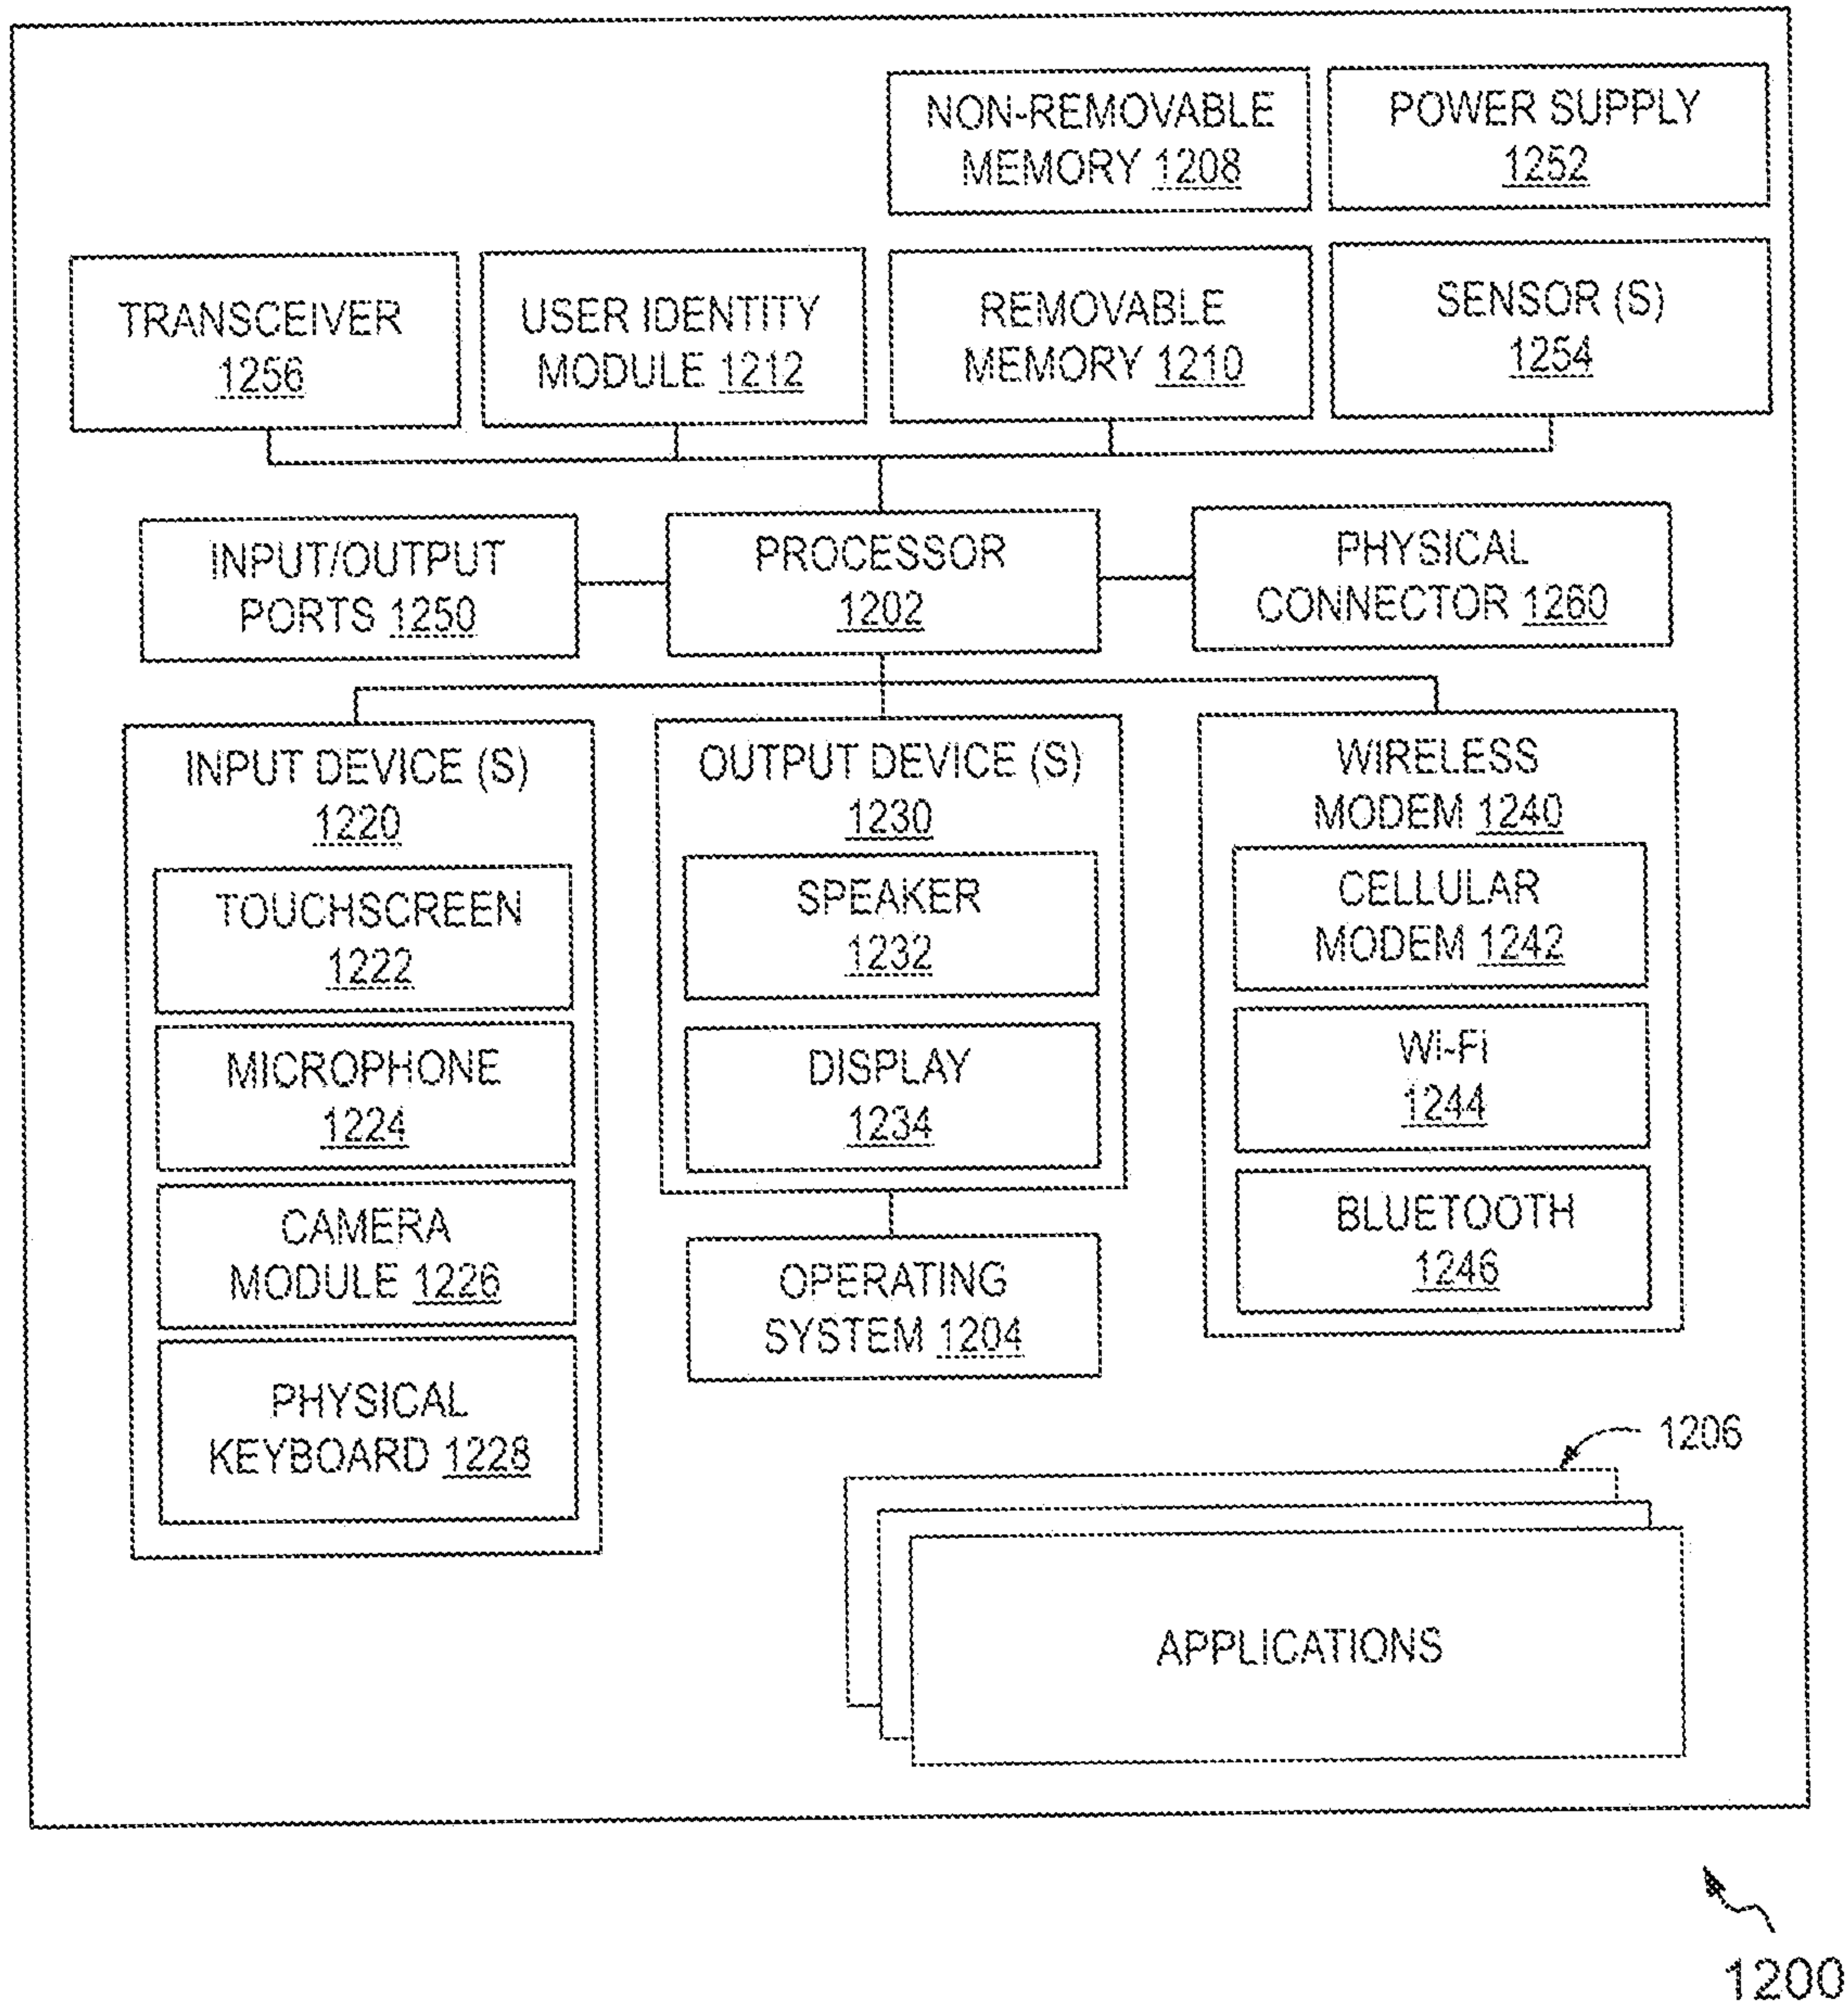 NON-REMOVABLE
MEMORY 1208
POWER SUPPLY
1252
TRANSCEIVER
1256
USER IDENTITY
MODULE 1212
REMOVABLE
MEMORY 1210
SENSOR (S)
1254
INPUT/OUTPUT
PORTS 1250
PROCESSOR
1202
PHYSICAL
CONNECTOR 1260
INPUT DEVICE (S)
1220
TOUCHSCREEN
1222
MICROPHONE
1224
CAMERA
MODULE 1226
PHYSICAL
KEYBOARD 1228
OUTPUT DEVICE (S)
1230
SPEAKER
1232
DISPLAY
1234
OPERATING
SYSTEM 1204
WIRELESS
MODEM 1240
CELLULAR
MODEM 1242
Wi-Fi
1244
BLUETOOTH
1246
1206
APPLICATIONS
1200